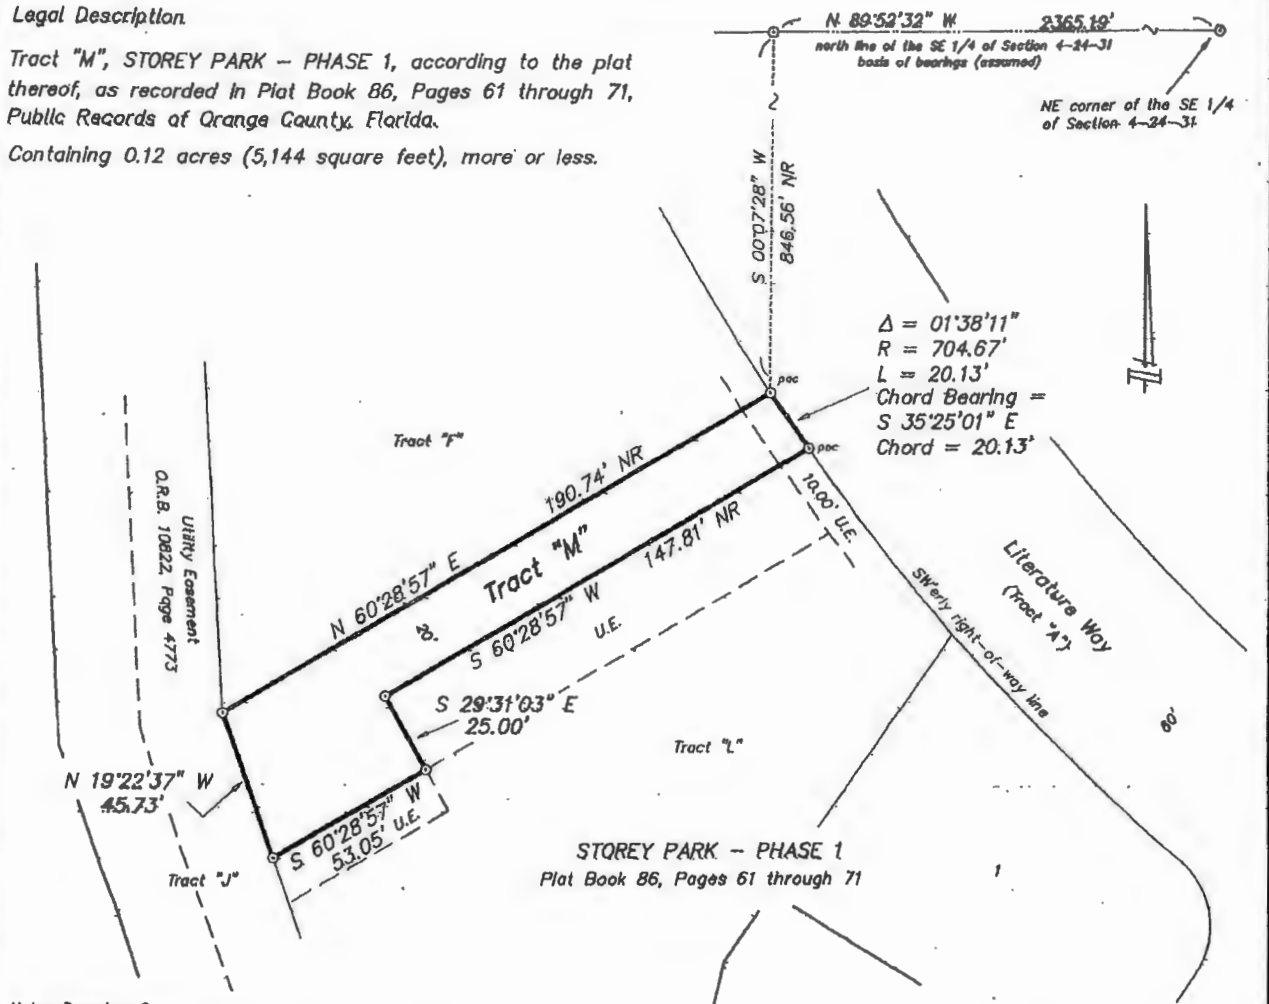 Legal Description
Tract "M", STOREY PARK – PHASE 1, according to the plat
thereof, as recorded in Plat Book 86, Pages 61 through 71,
Public Records of Orange County, Florida.
Containing 0.12 acres (5,144 square feet), more or less.
N 89°52'32" W 2365.19'
north line of the SE 1/4 of Section 4-24-31
basis of bearings (assumed)
NE corner of the SE 1/4
of Section 4-24-31
S 00°07'28" W
846.56' NR
poc
Δ = 01°38'11"
R = 704.67'
L = 20.13'
Chord Bearing =
S 35°25'01" E
Chord = 20.13'
poc
Tract "F"
190.74' NR
N 60°28'57" E
Tract "M"
20'
147.81' NR
S 60°28'57" W
10.00' U.E.
U.E.
Utility Easement
O.R.B. 10822, Page 4773
Literature Way
(Tract "A")
SW'erly right-of-way line
60'
S 29°31'03" E
25.00'
Tract "L"
N 19°22'37" W
45.73'
S 60°28'57" W
53.05' U.E.
Tract "J"
STOREY PARK – PHASE 1
Plat Book 86, Pages 61 through 71
1